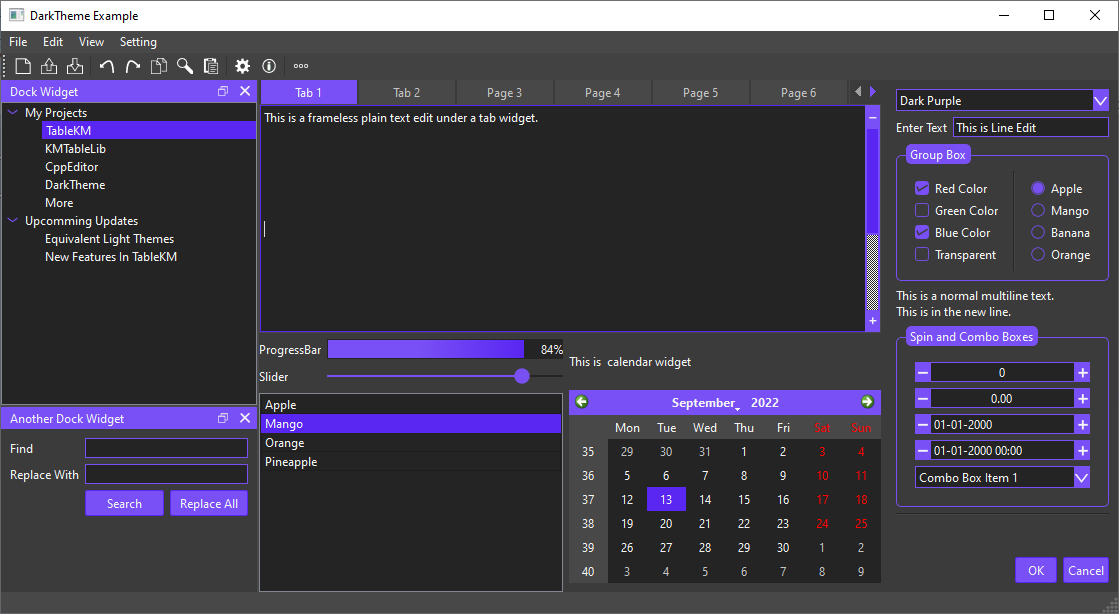 DarkTheme Example
File Edit View Setting
Dock Widget
My Projects
TableKM
KMTableLib
CppEditor
DarkTheme
More
Upcomming Updates
Equivalent Light Themes
New Features In TableKM
Another Dock Widget
Find
Replace With
Search Replace All
Tab 1 Tab 2 Page 3 Page 4 Page 5 Page 6
This is a frameless plain text edit under a tab widget.
ProgressBar 84%
Slider
Apple
Mango
Orange
Pineapple
This is  calendar widget
September, 2022
Mon Tue Wed Thu Fri Sat Sun
35 29 30 31 1 2 3 4
36 5 6 7 8 9 10 11
37 12 13 14 15 16 17 18
38 19 20 21 22 23 24 25
39 26 27 28 29 30 1 2
40 3 4 5 6 7 8 9
Dark Purple
Enter Text This is Line Edit
Group Box
Red Color Apple
Green Color Mango
Blue Color Banana
Transparent Orange
This is a normal multiline text.
This is in the new line.
Spin and Combo Boxes
0
0.00
01-01-2000
01-01-2000 00:00
Combo Box Item 1
OK Cancel